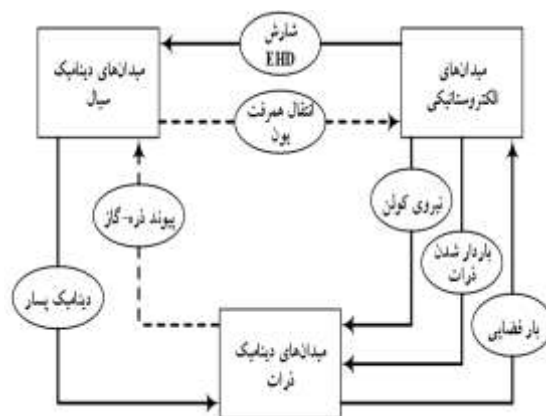 میدان‌های دینامیک
سیال
شارش
EHD
میدان‌های
الکتروستاتیکی
انتقال همرفت
یون
پیوند ذره-گاز
نیروی کولن
باردار شدن
ذرات
دینامیک پسار
بار فضایی
میدان‌های دینامیک
ذرات